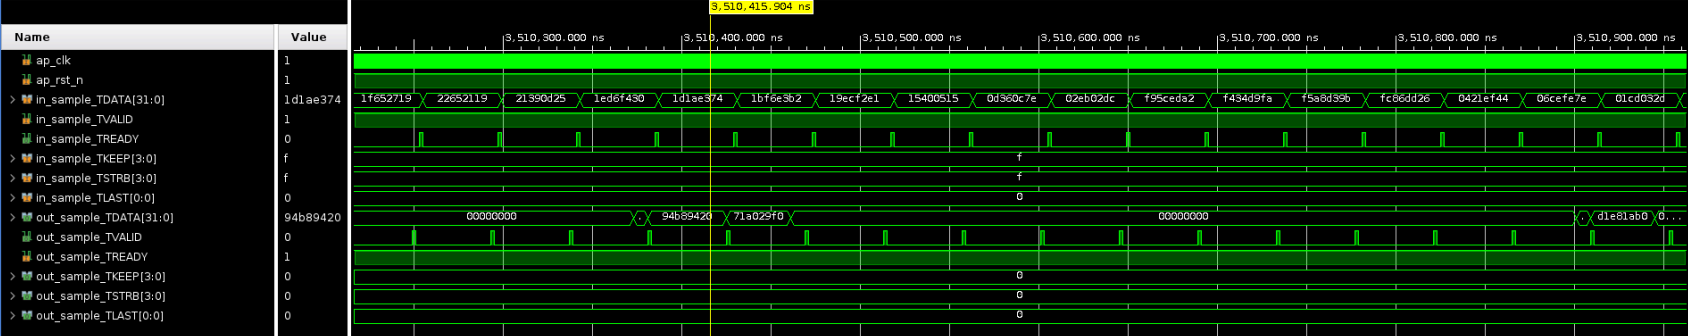 3,510,415.904 ns
Name Value 3,510,300.000 ns 3,510,400.000 ns 3,510,500.000 ns 3,510,600.000 ns 3,510,700.000 ns 3,510,800.000 ns 3,510,900.000 ns
ap_clk 1
ap_rst_n 1
in_sample_TDATA[31:0] 1d1ae374 1f652719 22652119 21390d25 1ed6f430 1d1ae374 1bf6e3b2 19ecf2e1 15400515 0d360c7e 02eb02dc f95ceda2 f434d9fa f5a8d39b fc86dd26 0421ef44 06cefe7e 01cd032d
in_sample_TVALID 1
in_sample_TREADY 0
in_sample_TKEEP[3:0] f f
in_sample_TSTRB[3:0] f f
in_sample_TLAST[0:0] 0 0
out_sample_TDATA[31:0] 94b89420 00000000 . 94b89420 71a029f0 00000000 . d1e81ab0 0...
out_sample_TVALID 0
out_sample_TREADY 1
out_sample_TKEEP[3:0] 0 0
out_sample_TSTRB[3:0] 0 0
out_sample_TLAST[0:0] 0 0